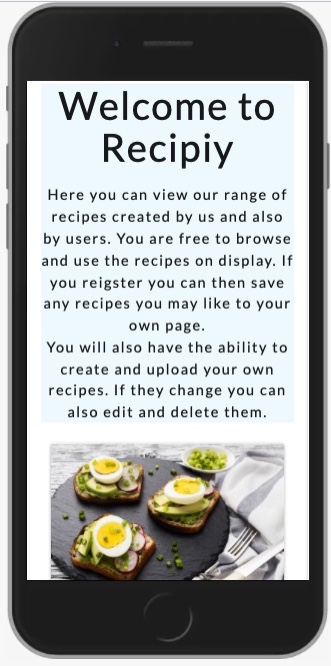 Welcome to
Recipiy
Here you can view our range of
recipes created by us and also
by users. You are free to browse
and use the recipes on display. If
you reigster you can then save
any recipes you may like to your
own page.
You will also have the ability to
create and upload your own
recipes. If they change you can
also edit and delete them.